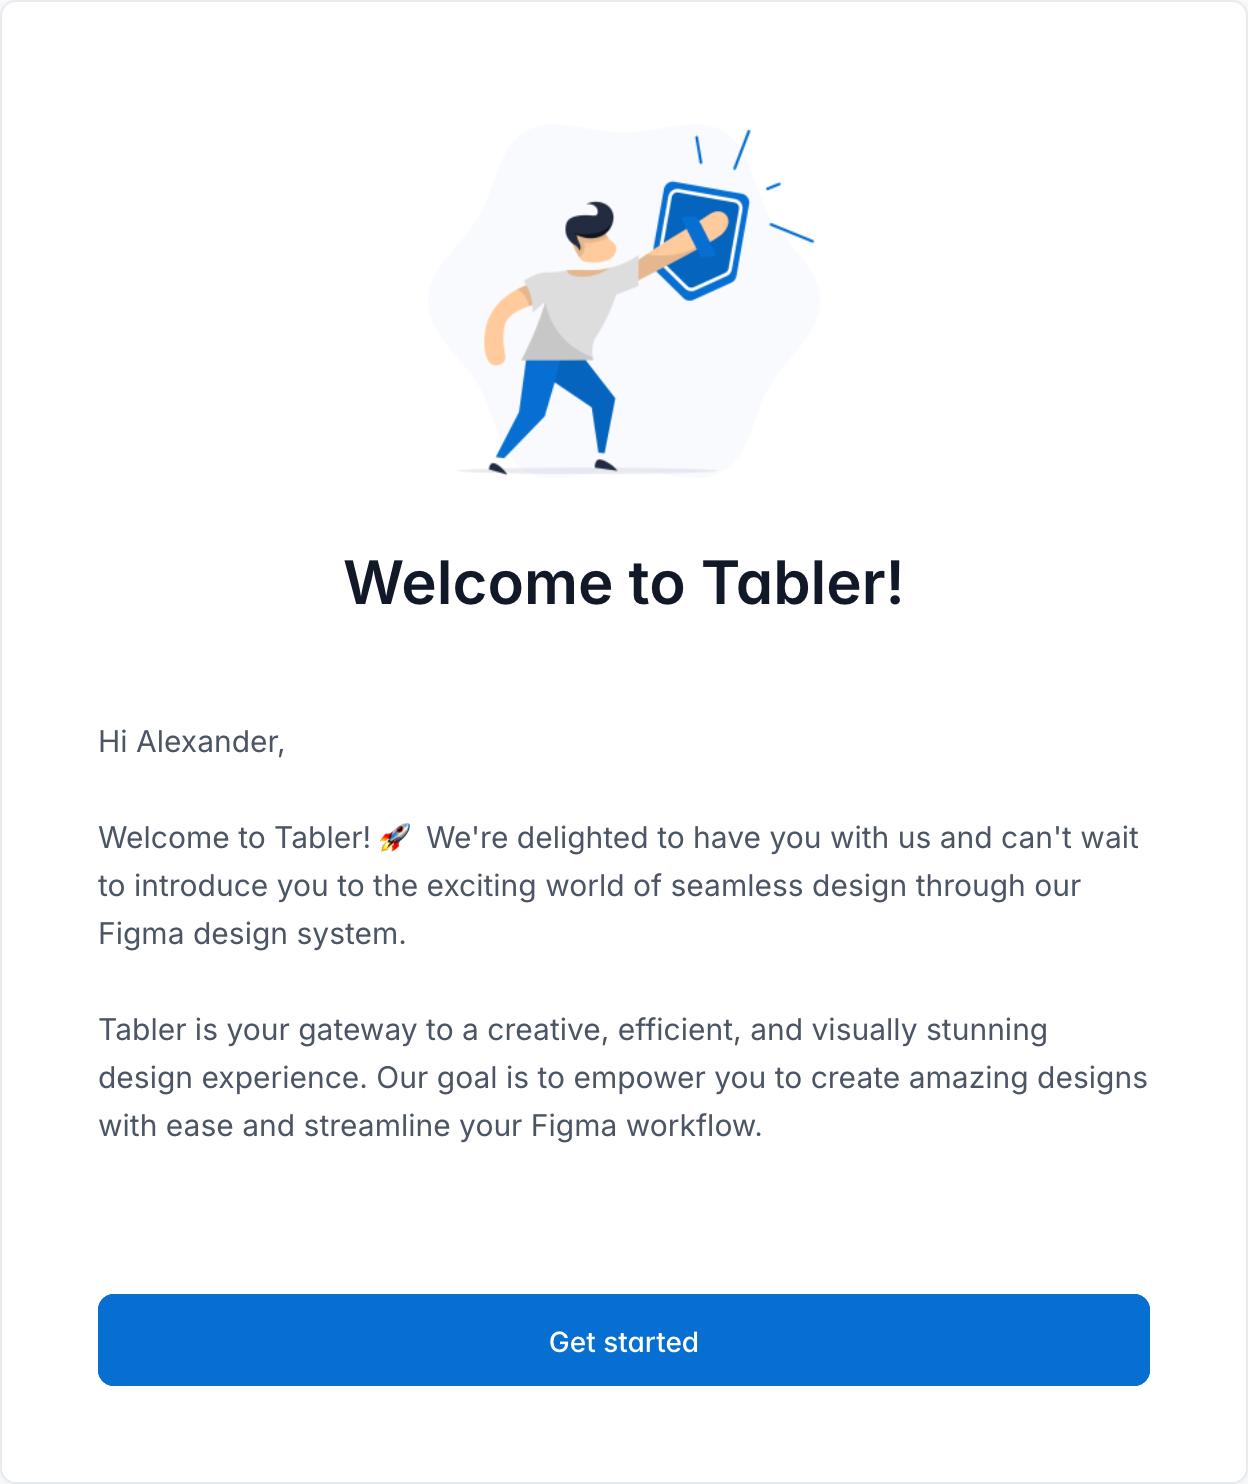 Welcome to Tabler!
Hi Alexander,
Welcome to Tabler! 🚀 We're delighted to have you with us and can't wait
to introduce you to the exciting world of seamless design through our
Figma design system.
Tabler is your gateway to a creative, efficient, and visually stunning
design experience. Our goal is to empower you to create amazing designs
with ease and streamline your Figma workflow.
Get started